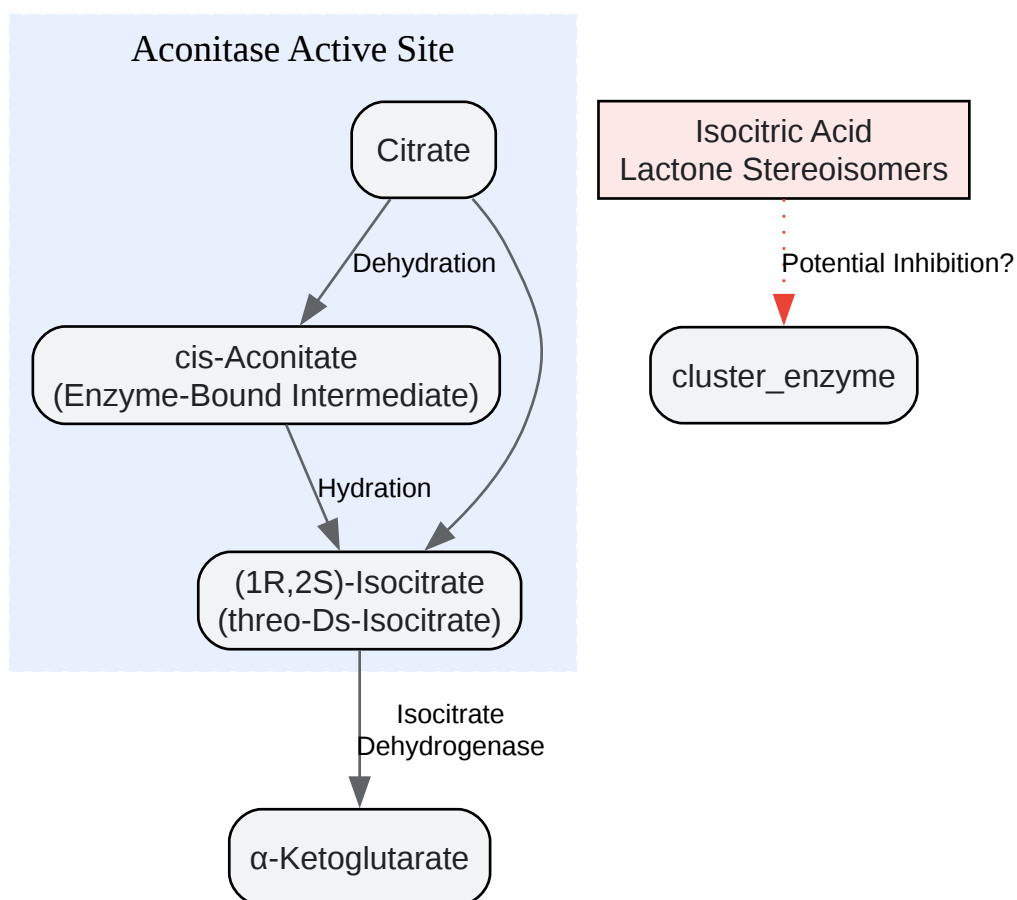 Aconitase Active Site
Citrate
Isocitric Acid
Lactone Stereoisomers
Dehydration
Potential Inhibition?
cis-Aconitate
(Enzyme-Bound Intermediate)
cluster_enzyme
Hydration
(1R,2S)-Isocitrate
(threo-Ds-Isocitrate)
Isocitrate
Dehydrogenase
α-Ketoglutarate